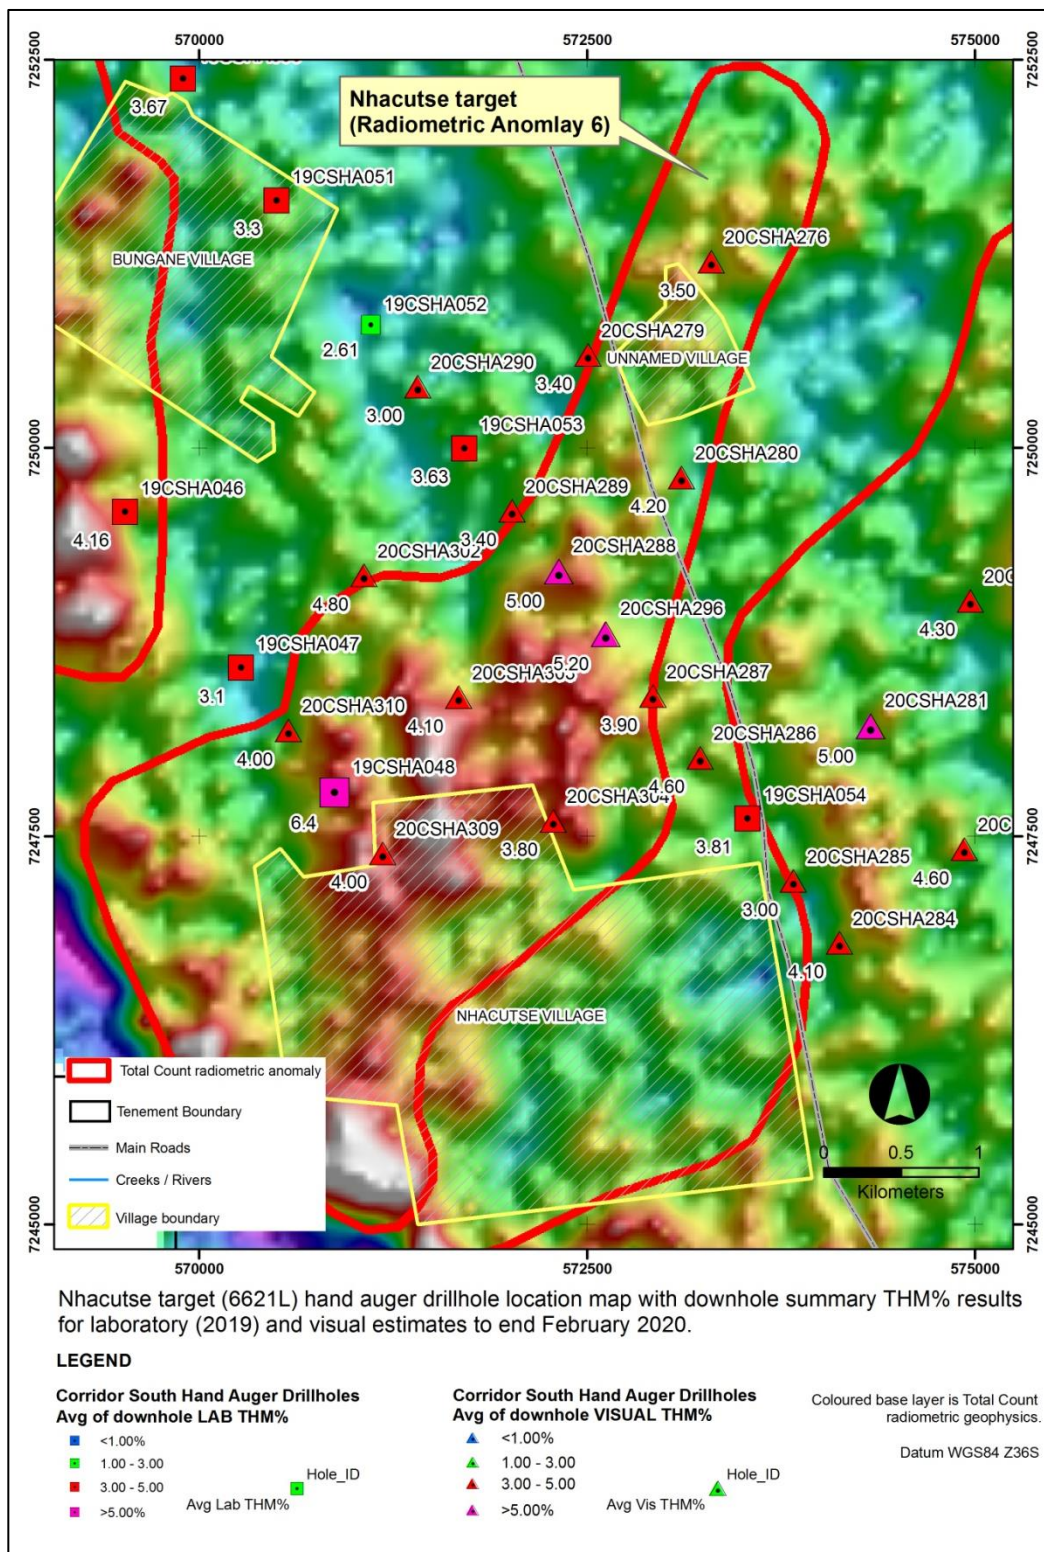 570000
572500
575000
7252500
7252500
Nhacutse target
(Radiometric Anomlay 6)
3.67
19CSHA051
3.3
BUNGANE VILLAGE
20CSHA276
3.50
19CSHA052
2.61
20CSHA279
3.40
UNNAMED VILLAGE
20CSHA290
3.00
19CSHA053
3.63
7250000
7250000
20CSHA280
4.20
19CSHA046
4.16
20CSHA289
3.40
20CSHA302
4.80
20CSHA288
5.00
4.30
20CSHA296
5.20
19CSHA047
3.1
4.10
20CSHA287
3.90
20CSHA281
5.00
20CSHA310
4.00
20CSHA286
4.60
19CSHA048
6.4
19CSHA054
3.81
20CSHA304
3.80
20CSHA309
4.00
7247500
7247500
4.60
20CSHA285
3.00
20CSHA284
4.10
NHACUTSE VILLAGE
Total Count radiometric anomaly
Tenement Boundary
Main Roads
Creeks / Rivers
Village boundary
0 0.5 1
Kilometers
7245000
7245000
570000
572500
575000
Nhacutse target (6621L) hand auger drillhole location map with downhole summary THM% results
for laboratory (2019) and visual estimates to end February 2020.
LEGEND
Corridor South Hand Auger Drillholes
Avg of downhole LAB THM%
<1.00%
1.00 - 3.00
3.00 - 5.00
>5.00%
Hole_ID
Avg Lab THM%
Corridor South Hand Auger Drillholes
Avg of downhole VISUAL THM%
<1.00%
1.00 - 3.00
3.00 - 5.00
>5.00%
Hole_ID
Avg Vis THM%
Coloured base layer is Total Count
radiometric geophysics.
Datum WGS84 Z36S